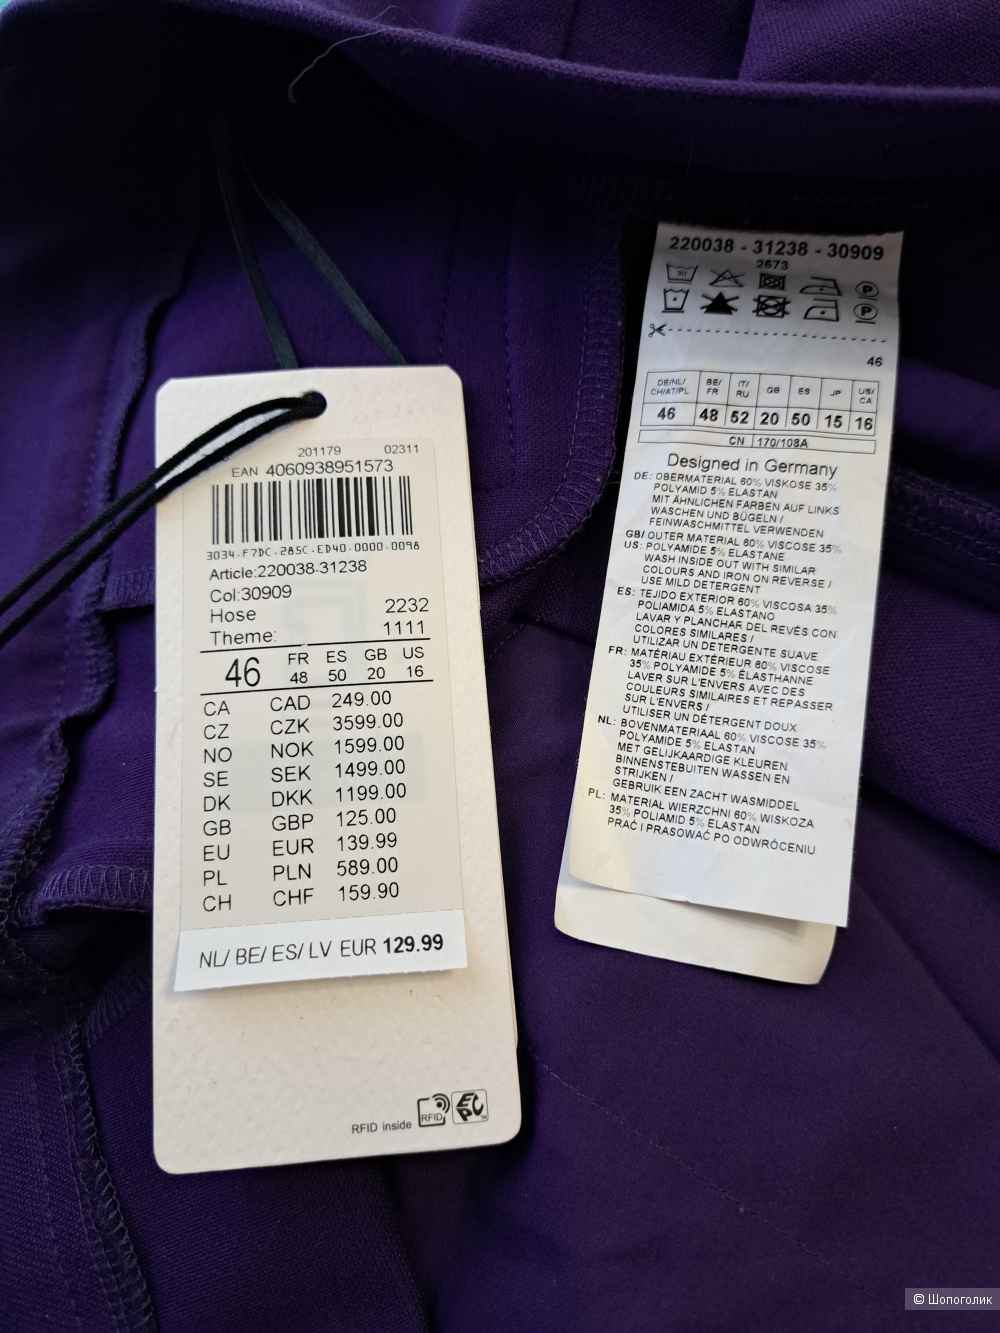 201179 02311
EAN 4060938951573
3034.F7DC.285C.ED40.0000.0098
Article:220038-31238
Col:30909
Hose 2232
Theme: 1111
46 FR 48 ES 50 GB 20 US 16
CA CAD 249.00
CZ CZK 3599.00
NO NOK 1599.00
SE SEK 1499.00
DK DKK 1199.00
GB GBP 125.00
EU EUR 139.99
PL PLN 589.00
CH CHF 159.90
NL/ BE/ ES/ LV EUR 129.99
RFID inside
RFID
EPC
220038 - 31238 - 30909
2573
30
P
P
46
DE/NL/ CH/AT/PL BE/ FR IT/ RU GB ES JP US/ CA
46 48 52 20 50 15 16
CN 170/108A
Designed in Germany
DE: OBERMATERIAL 60% VISKOSE 35%
POLYAMID 5% ELASTAN
MIT ÄHNLICHEN FARBEN AUF LINKS
WASCHEN UND BÜGELN /
FEINWASCHMITTEL VERWENDEN
GB/ OUTER MATERIAL 60% VISCOSE 35%
US: POLYAMIDE 5% ELASTANE
WASH INSIDE OUT WITH SIMILAR
COLOURS AND IRON ON REVERSE /
USE MILD DETERGENT
ES: TEJIDO EXTERIOR 60% VISCOSA 35%
POLIAMIDA 5% ELASTANO
LAVAR Y PLANCHAR DEL REVÉS CON
COLORES SIMILARES /
UTILIZAR UN DETERGENTE SUAVE
FR: MATÉRIAU EXTÉRIEUR 60% VISCOSE
35% POLYAMIDE 5% ÉLASTHANNE
LAVER SUR L'ENVERS AVEC DES
COULEURS SIMILAIRES ET REPASSER
SUR L'ENVERS /
UTILISER UN DÉTERGENT DOUX
NL: BOVENMATERIAAL 60% VISCOSE 35%
POLYAMIDE 5% ELASTAN
MET GELIJKAARDIGE KLEUREN
BINNENSTEBUITEN WASSEN EN
STRIJKEN /
GEBRUIK EEN ZACHT WASMIDDEL
PL: MATERIAŁ WIERZCHNI 60% WISKOZA
35% POLIAMID 5% ELASTAN
PRAĆ I PRASOWAĆ PO ODWRÓCENIU
© Шопоголик